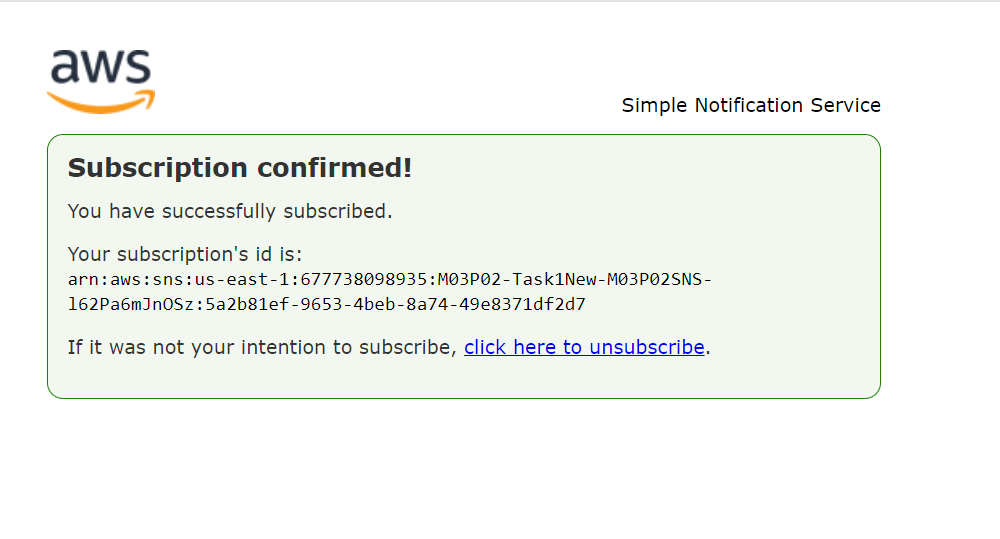 aws
Simple Notification Service
Subscription confirmed!
You have successfully subscribed.
Your subscription's id is:
arn:aws:sns:us-east-1:677738098935:M03P02-Task1New-M03P02SNS-
l62Pa6mJnOSz:5a2b81ef-9653-4beb-8a74-49e8371df2d7
If it was not your intention to subscribe, click here to unsubscribe.